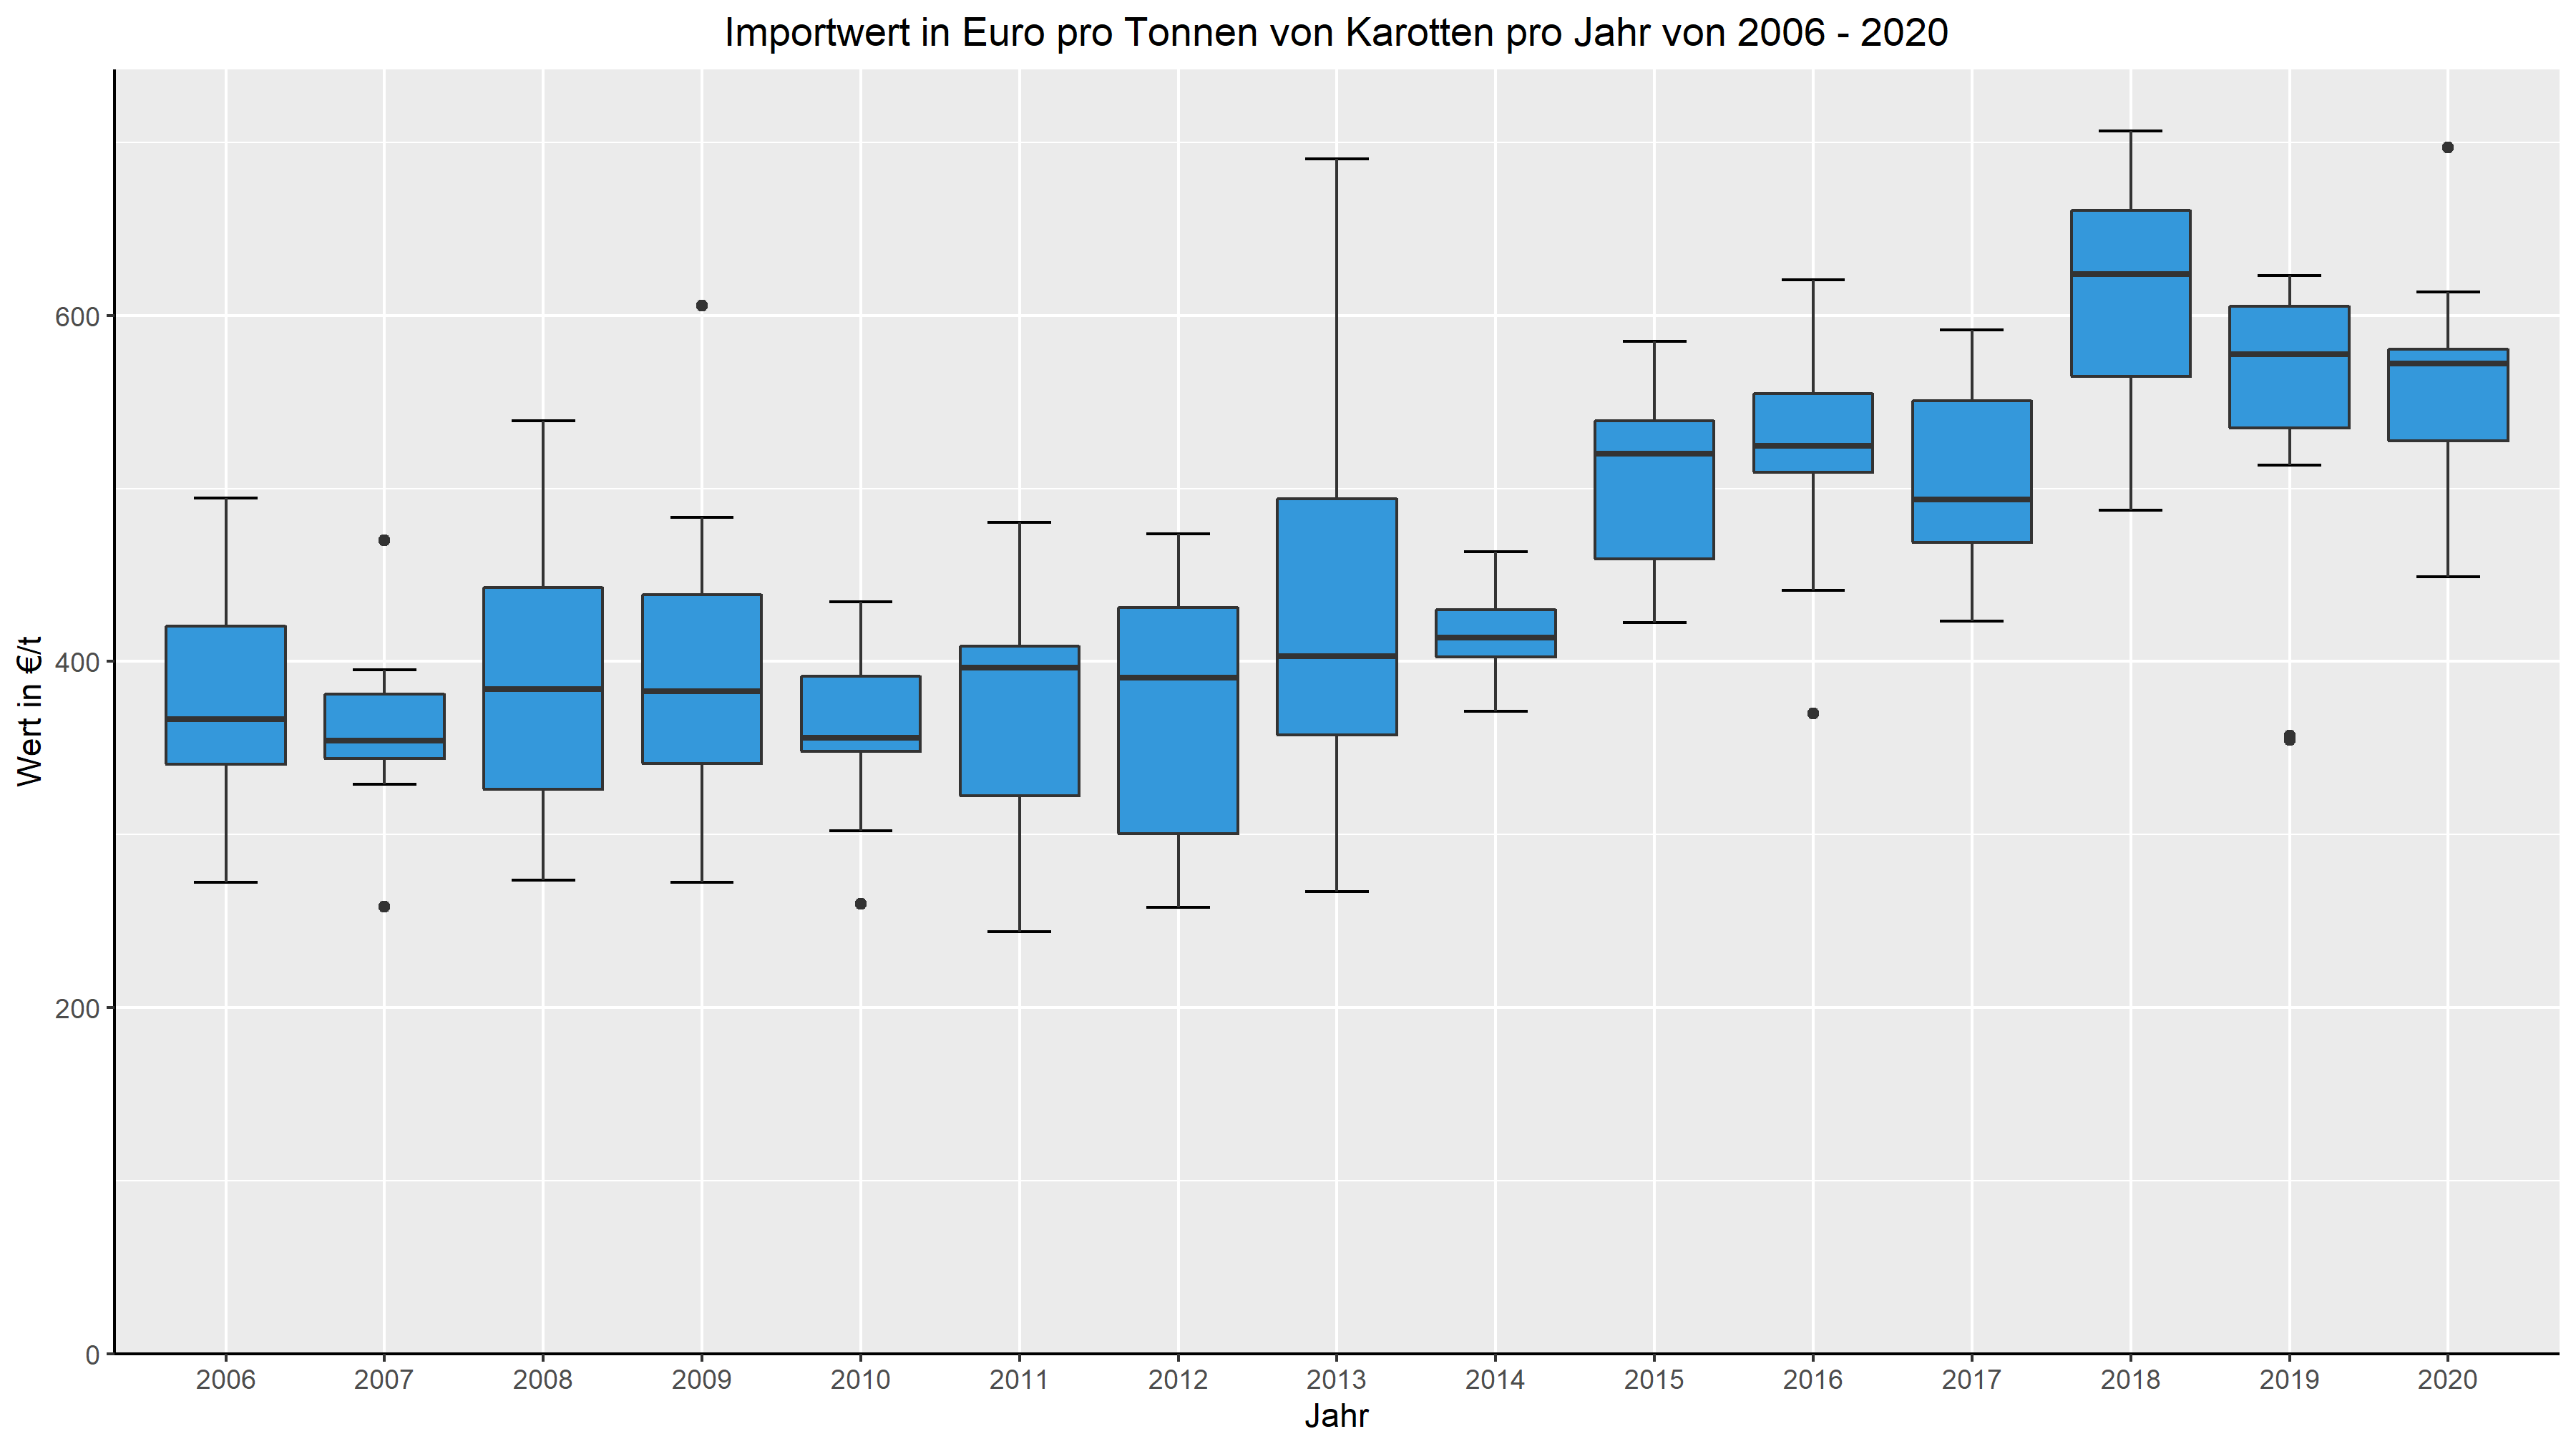 Importwert in Euro pro Tonnen von Karotten pro Jahr von 2006 - 2020
Wert in €/t
600
400
200
0
2006 2007 2008 2009 2010 2011 2012 2013 2014 2015 2016 2017 2018 2019 2020
Jahr